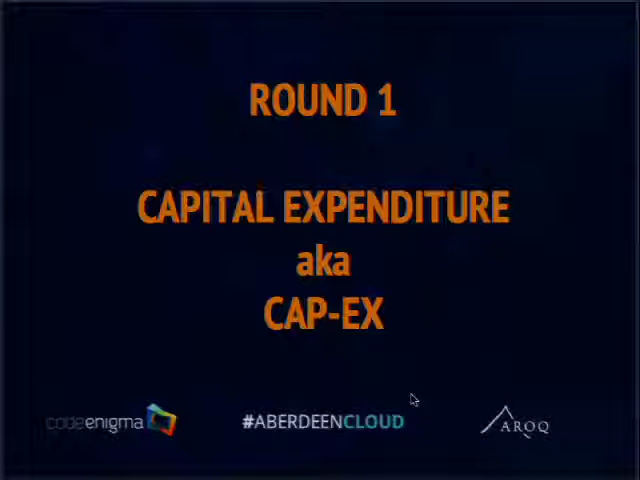 ROUND 1
CAPITAL EXPENDITURE
aka
CAP-EX
codeenigma
#ABERDEENCLOUD
AROQ